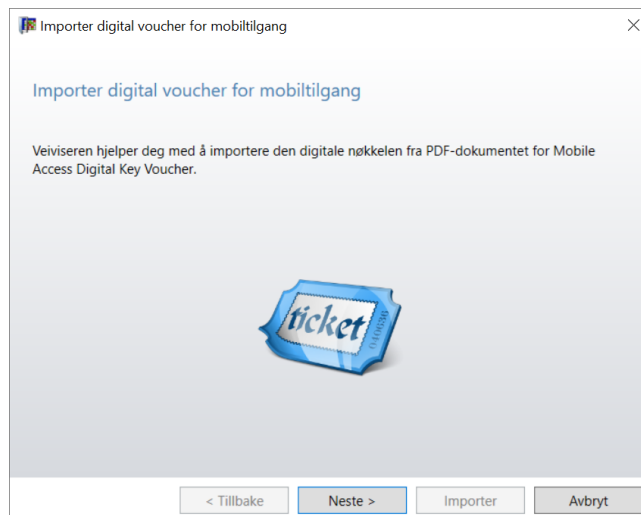 Importer digital voucher for mobiltilgang
Importer digital voucher for mobiltilgang
Veiviseren hjelper deg med å importere den digitale nøkkelen fra PDF-dokumentet for Mobile
Access Digital Key Voucher.
ticket
< Tillbake
Neste >
Importer
Avbryt